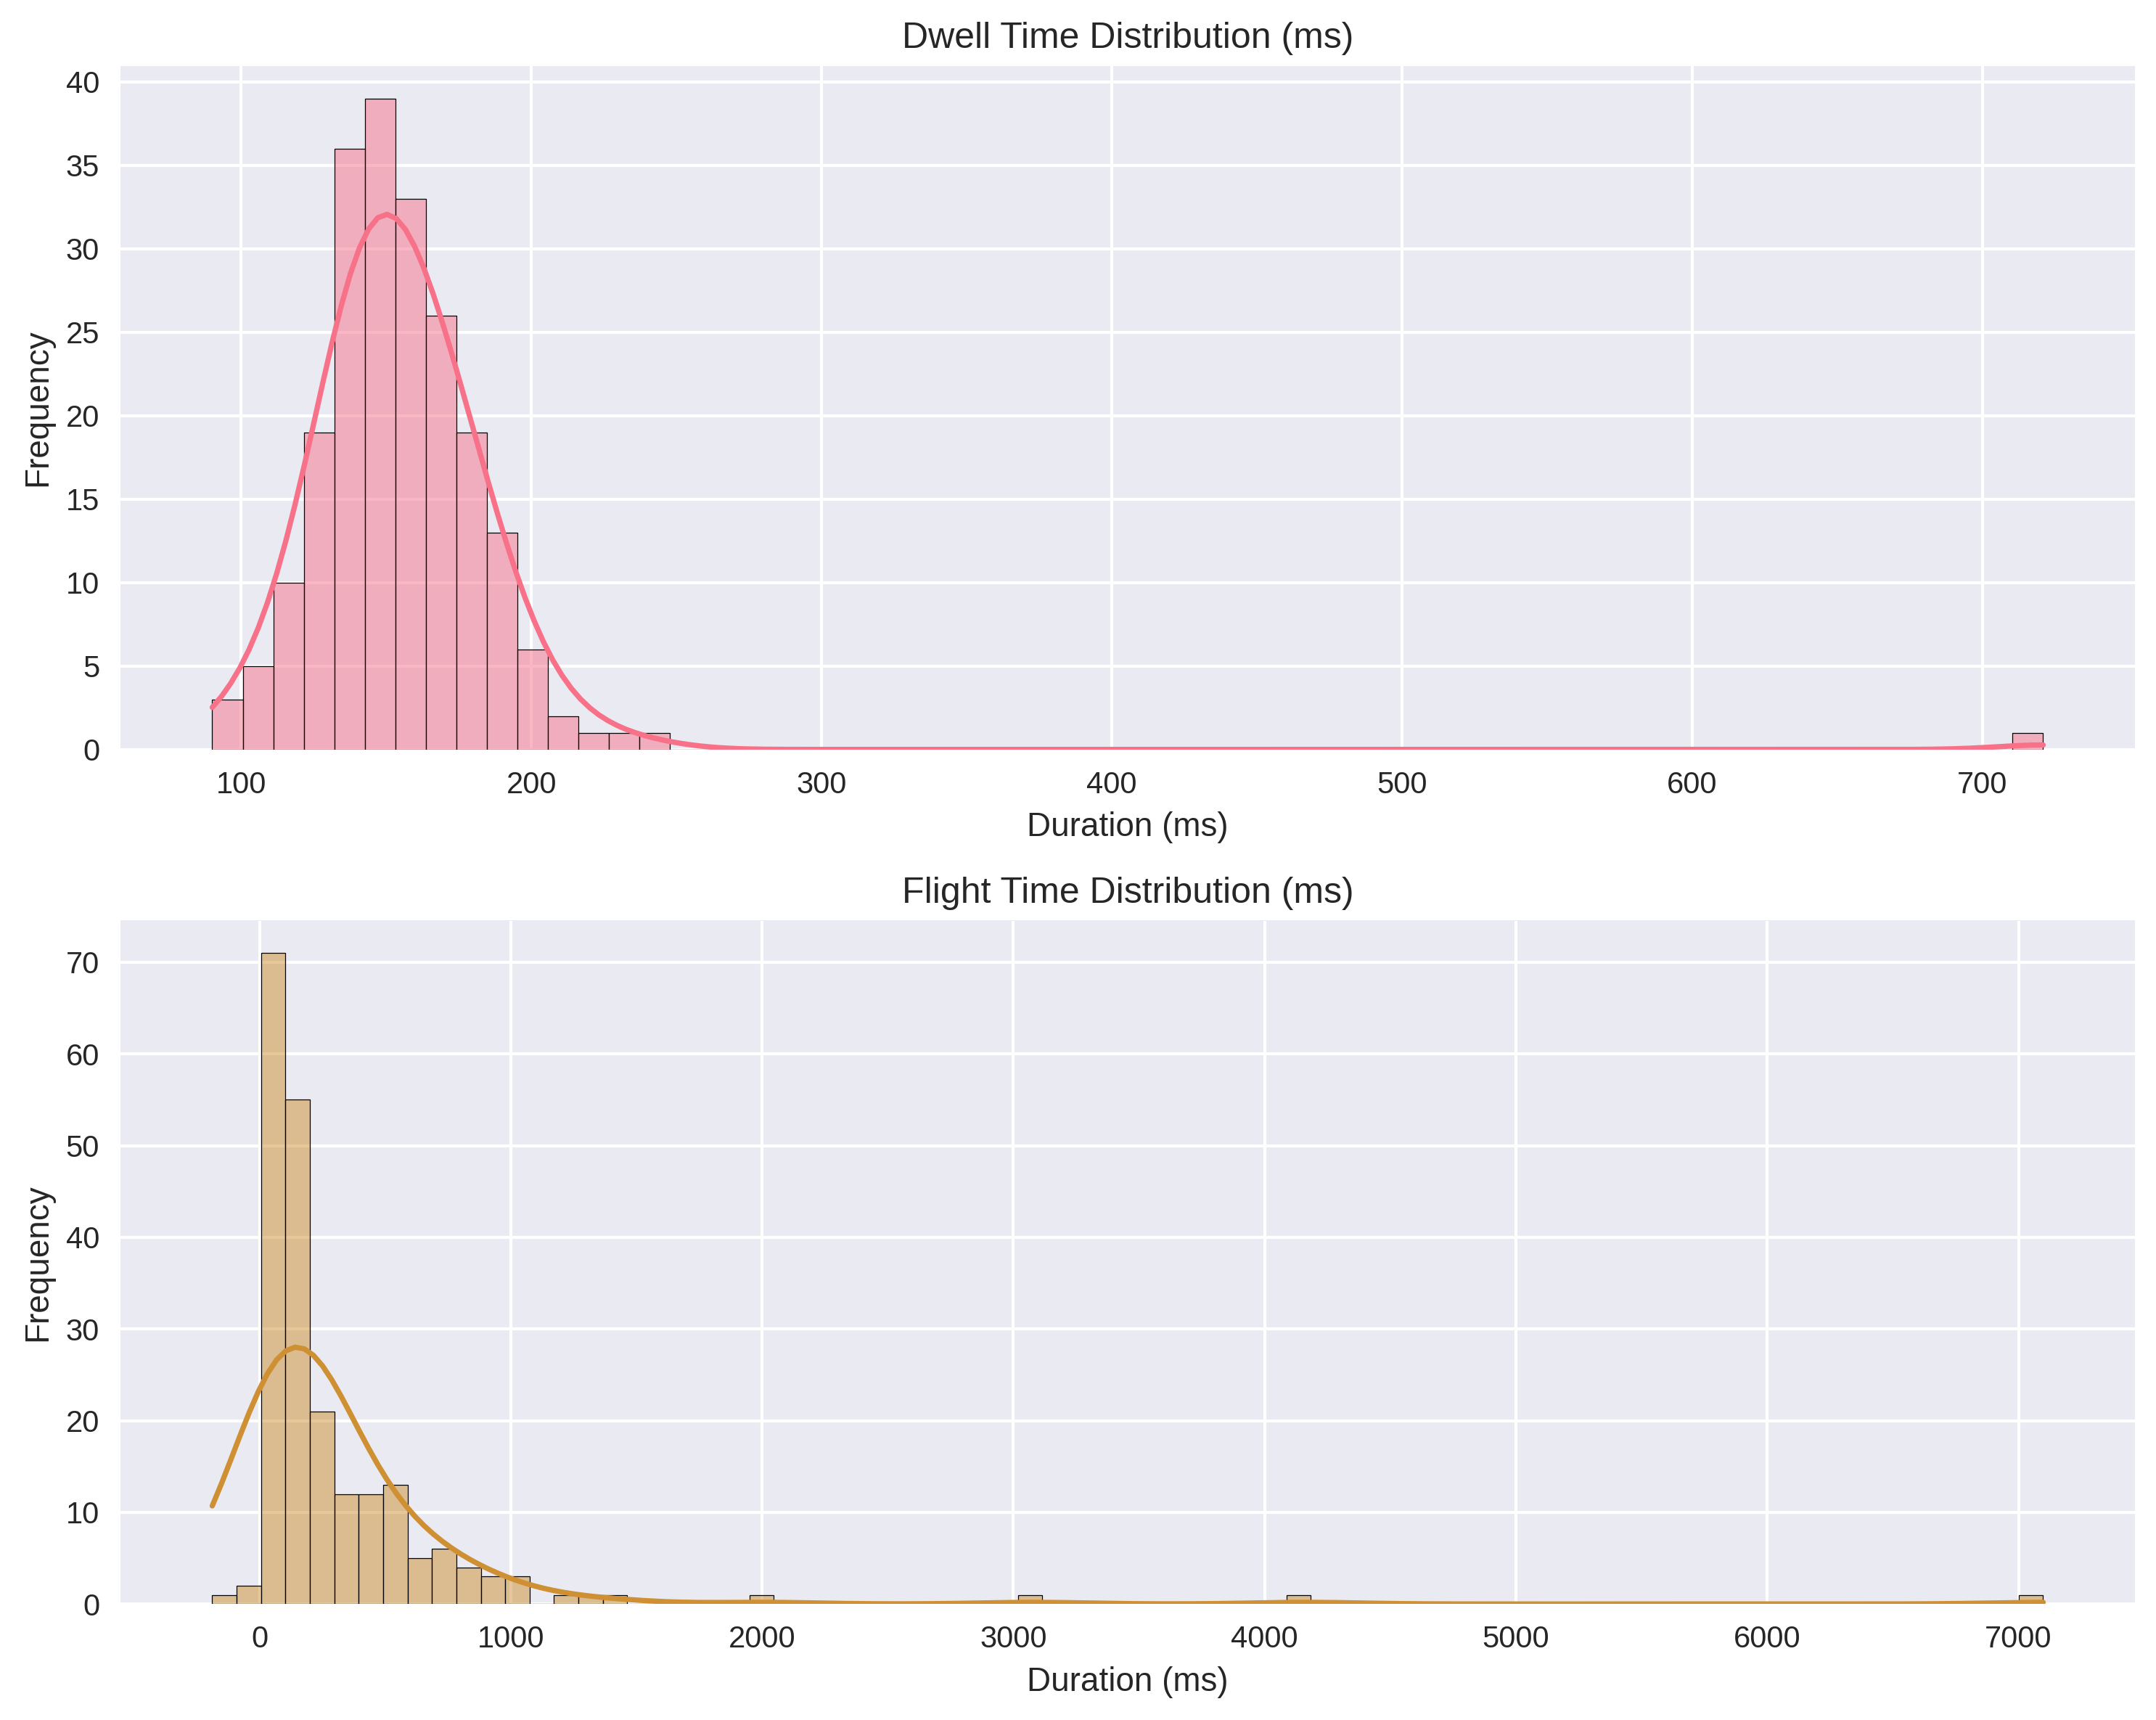 Dwell Time Distribution (ms)
40
35
30
25
20
15
10
5
0
Frequency
100 200 300 400 500 600 700
Duration (ms)
Flight Time Distribution (ms)
70
60
50
40
30
20
10
0
Frequency
0 1000 2000 3000 4000 5000 6000 7000
Duration (ms)